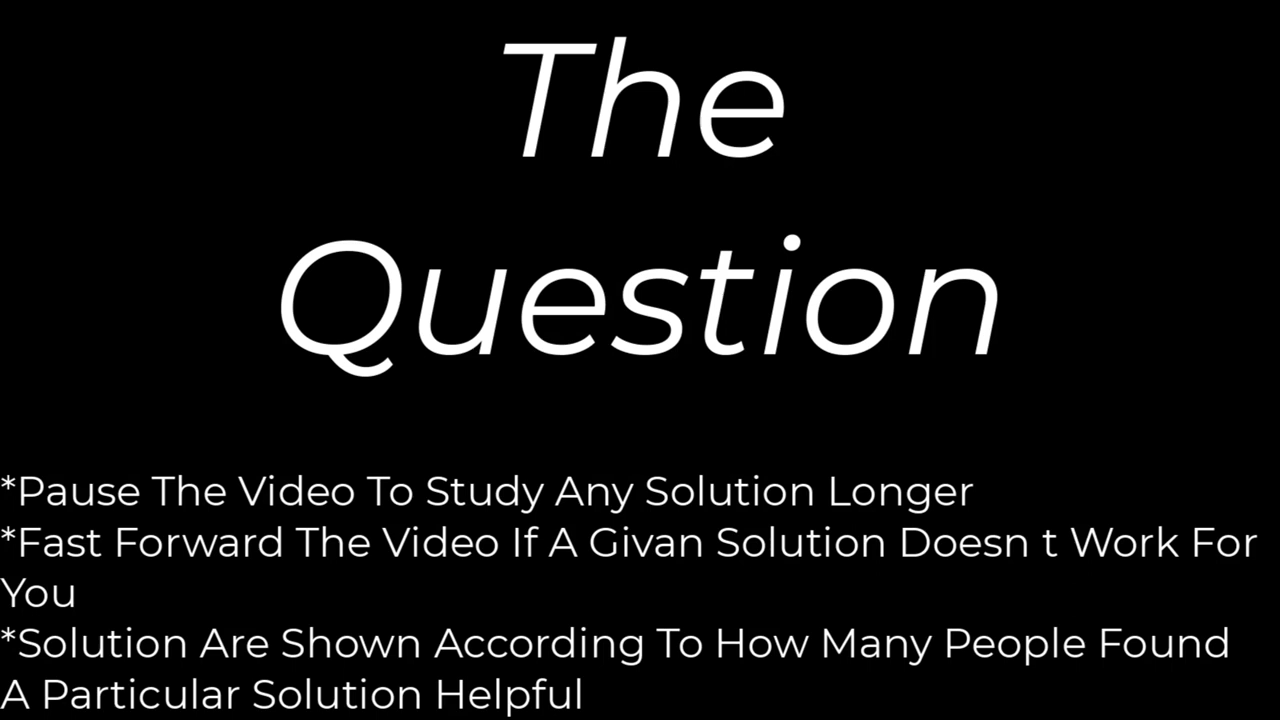 The
Question
*Pause The Video To Study Any Solution Longer
*Fast Forward The Video If A Givan Solution Doesn t Work For
You
*Solution Are Shown According To How Many People Found
A Particular Solution Helpful